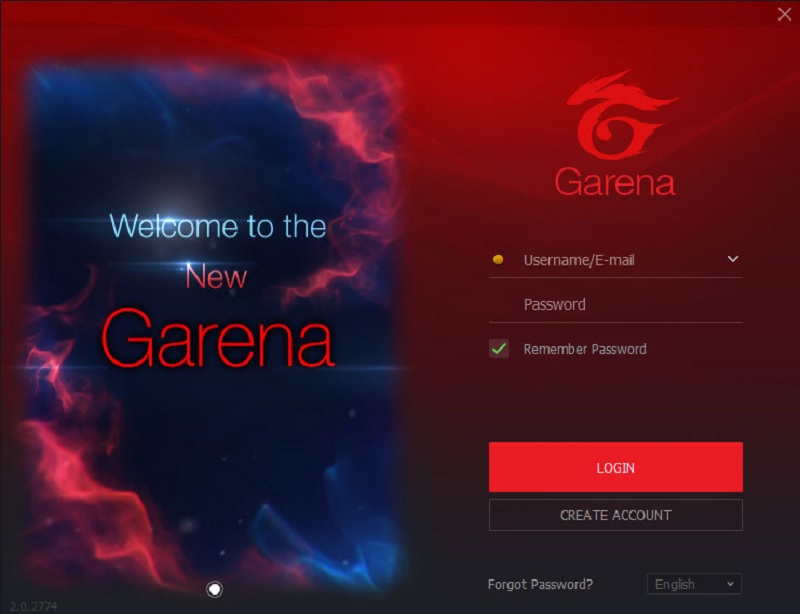 Welcome to the
New
Garena
Garena
Username/E-mail
Password
Remember Password
LOGIN
CREATE ACCOUNT
Forgot Password?
English
2.0.2774